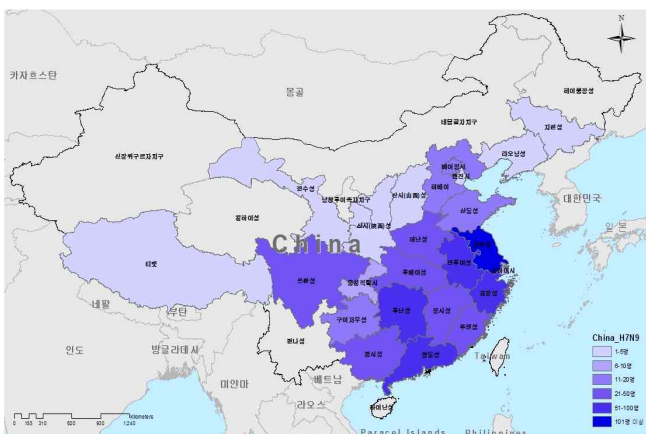 N
카자흐스탄
몽골
헤이룽장성
네몽골자치구
지린성
신장위구르자치구
랴오닝성
베이징시
톈진시
간쑤성
산시(山西)성
허베이
닝샤후이족자치구
산둥성
대한민국
칭하이성
산시(陝西)성
일본
China
허난성
티벳
안후이성
상하이시
쓰촨성
후베이성
충칭직할시
저장성
네팔
부탄
후난성
장시성
구이저우성
푸젠성
인도
방글라데시
윈난성
Taiwan
광시성
광둥성
미얀마
베트남
라오스
하이난성
Paracel Islands
Philippines
China_H7N9
1-5명
6-10명
11-20명
21-50명
51-100명
101명 이상
0 155 310 620 930 1,240
Kilometers